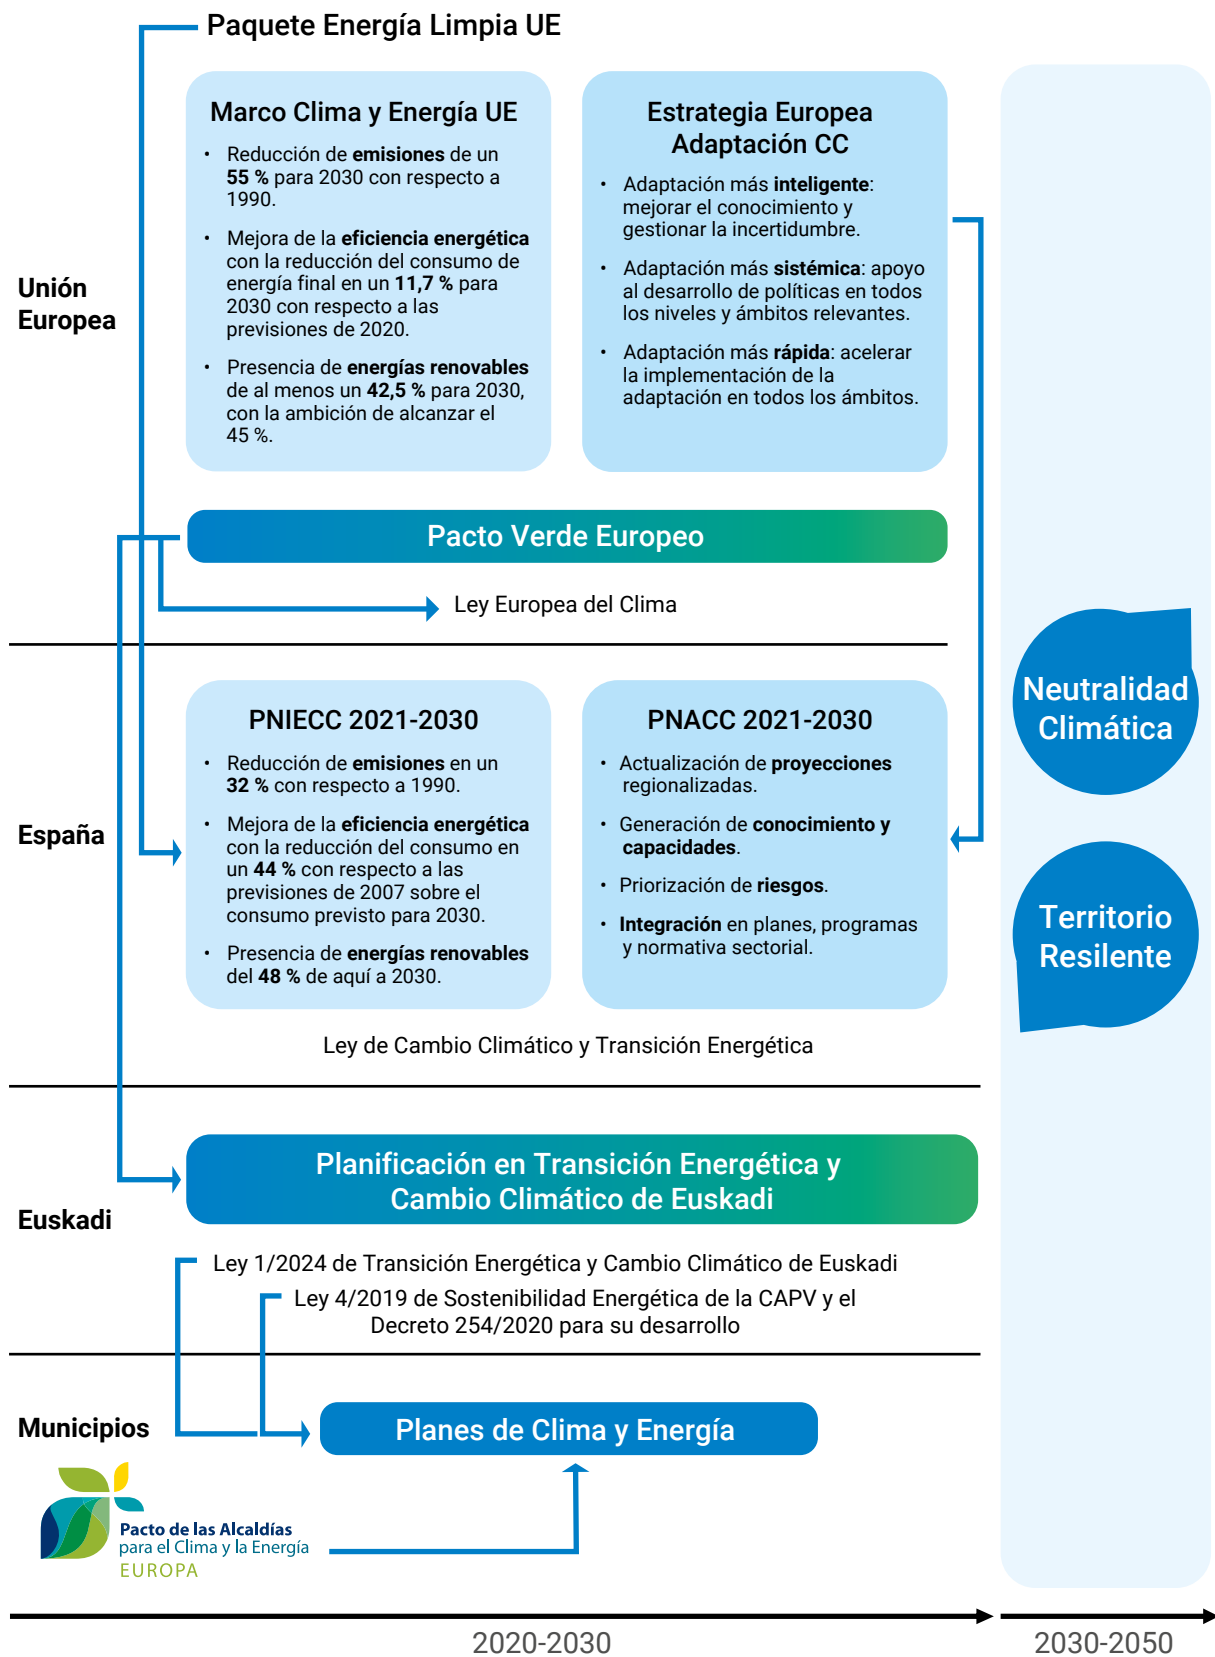 Paquete Energía Limpia UE
Unión
Europea
Marco Clima y Energía UE
• Reducción de emisiones de un
55 % para 2030 con respecto a
1990.
• Mejora de la eficiencia energética
con la reducción del consumo de
energía final en un 11,7 % para
2030 con respecto a las
previsiones de 2020.
• Presencia de energías renovables
de al menos un 42,5 % para 2030,
con la ambición de alcanzar el
45 %.
Estrategia Europea
Adaptación CC
• Adaptación más inteligente:
mejorar el conocimiento y
gestionar la incertidumbre.
• Adaptación más sistémica: apoyo
al desarrollo de políticas en todos
los niveles y ámbitos relevantes.
• Adaptación más rápida: acelerar
la implementación de la
adaptación en todos los ámbitos.
Pacto Verde Europeo
Ley Europea del Clima
España
PNIECC 2021-2030
• Reducción de emisiones en un
32 % con respecto a 1990.
• Mejora de la eficiencia energética
con la reducción del consumo en
un 44 % con respecto a las
previsiones de 2007 sobre el
consumo previsto para 2030.
• Presencia de energías renovables
del 48 % de aquí a 2030.
PNACC 2021-2030
• Actualización de proyecciones
regionalizadas.
• Generación de conocimiento y
capacidades.
• Priorización de riesgos.
• Integración en planes, programas
y normativa sectorial.
Ley de Cambio Climático y Transición Energética
Euskadi
Planificación en Transición Energética y
Cambio Climático de Euskadi
Ley 1/2024 de Transición Energética y Cambio Climático de Euskadi
Ley 4/2019 de Sostenibilidad Energética de la CAPV y el
Decreto 254/2020 para su desarrollo
Municipios
Planes de Clima y Energía
Pacto de las Alcaldías
para el Clima y la Energía
EUROPA
Neutralidad
Climática
Territorio
Resilente
2020-2030
2030-2050